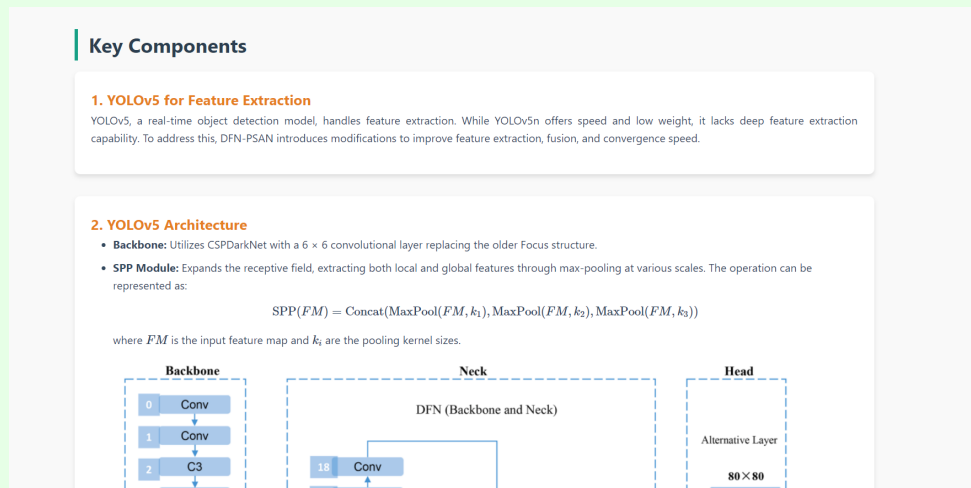 Key Components
1. YOLOv5 for Feature Extraction
YOLOv5, a real-time object detection model, handles feature extraction. While YOLOv5n offers speed and low weight, it lacks deep feature extraction
capability. To address this, DFN-PSAN introduces modifications to improve feature extraction, fusion, and convergence speed.
2. YOLOv5 Architecture
• Backbone: Utilizes CSPDarkNet with a 6 × 6 convolutional layer replacing the older Focus structure.
• SPP Module: Expands the receptive field, extracting both local and global features through max-pooling at various scales. The operation can be
represented as:
SPP(FM) = Concat(MaxPool(FM, k₁), MaxPool(FM, k₂), MaxPool(FM, k₃))
where FM is the input feature map and kᵢ are the pooling kernel sizes.
Backbone
Neck
Head
0 Conv
DFN (Backbone and Neck)
1 Conv
Alternative Layer
2 C3
18 Conv
80×80